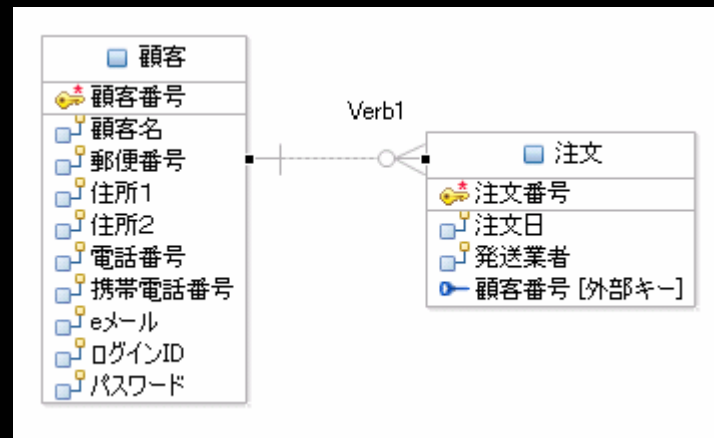 顧客
顧客番号
顧客名
郵便番号
住所1
住所2
電話番号
携帯電話番号
eメール
ログインID
パスワード
Verb1
注文
注文番号
注文日
発送業者
顧客番号 [外部キー]